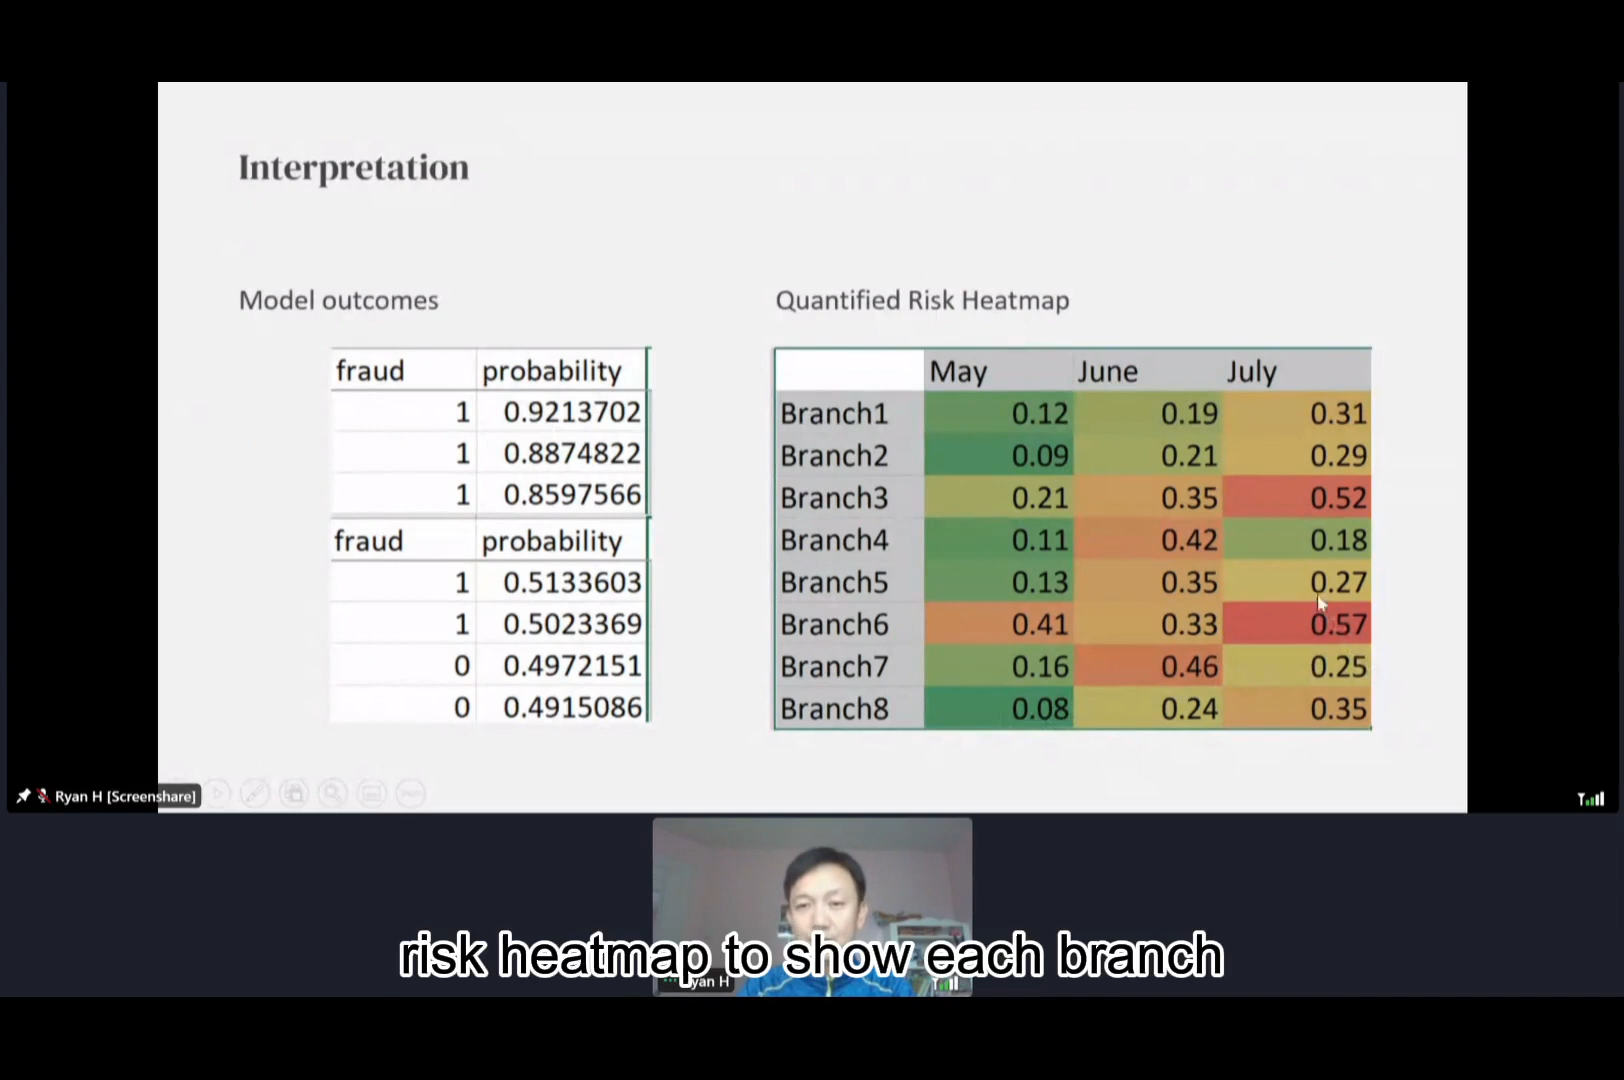 Interpretation
Model outcomes
fraud probability
1 0.9213702
1 0.8874822
1 0.8597566
fraud probability
1 0.5133603
1 0.5023369
0 0.4972151
0 0.4915086
Quantified Risk Heatmap
May June July
Branch1 0.12 0.19 0.31
Branch2 0.09 0.21 0.29
Branch3 0.21 0.35 0.52
Branch4 0.11 0.42 0.18
Branch5 0.13 0.35 0.27
Branch6 0.41 0.33 0.57
Branch7 0.16 0.46 0.25
Branch8 0.08 0.24 0.35
Ryan H [Screenshare]
risk heatmap to show each branch
Ryan H